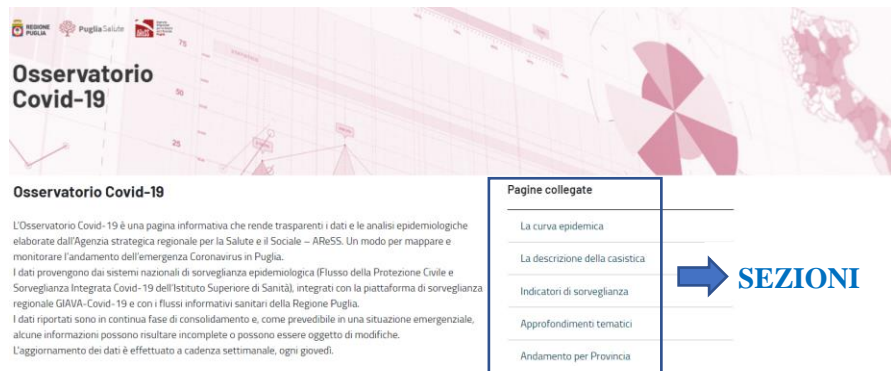 REGIONE
PUGLIA
PugliaSalute
Osservatorio
Covid-19
75
50
25
Osservatorio Covid-19
L'Osservatorio Covid-19 è una pagina informativa che rende trasparenti i dati e le analisi epidemiologiche
elaborate dall'Agenzia strategica regionale per la Salute e il Sociale – AReSS. Un modo per mappare e
monitorare l'andamento dell'emergenza Coronavirus in Puglia.
I dati provengono dai sistemi nazionali di sorveglianza epidemiologica (Flusso della Protezione Civile e
Sorveglianza Integrata Covid-19 dell'Istituto Superiore di Sanità), integrati con la piattaforma di sorveglianza
regionale GIAVA-Covid-19 e con i flussi informativi sanitari della Regione Puglia.
I dati riportati sono in continua fase di consolidamento e, come prevedibile in una situazione emergenziale,
alcune informazioni possono risultare incomplete o possono essere oggetto di modifiche.
L'aggiornamento dei dati è effettuato a cadenza settimanale, ogni giovedì.
Pagine collegate
La curva epidemica
La descrizione della casistica
Indicatori di sorveglianza
Approfondimenti tematici
Andamento per Provincia
SEZIONI